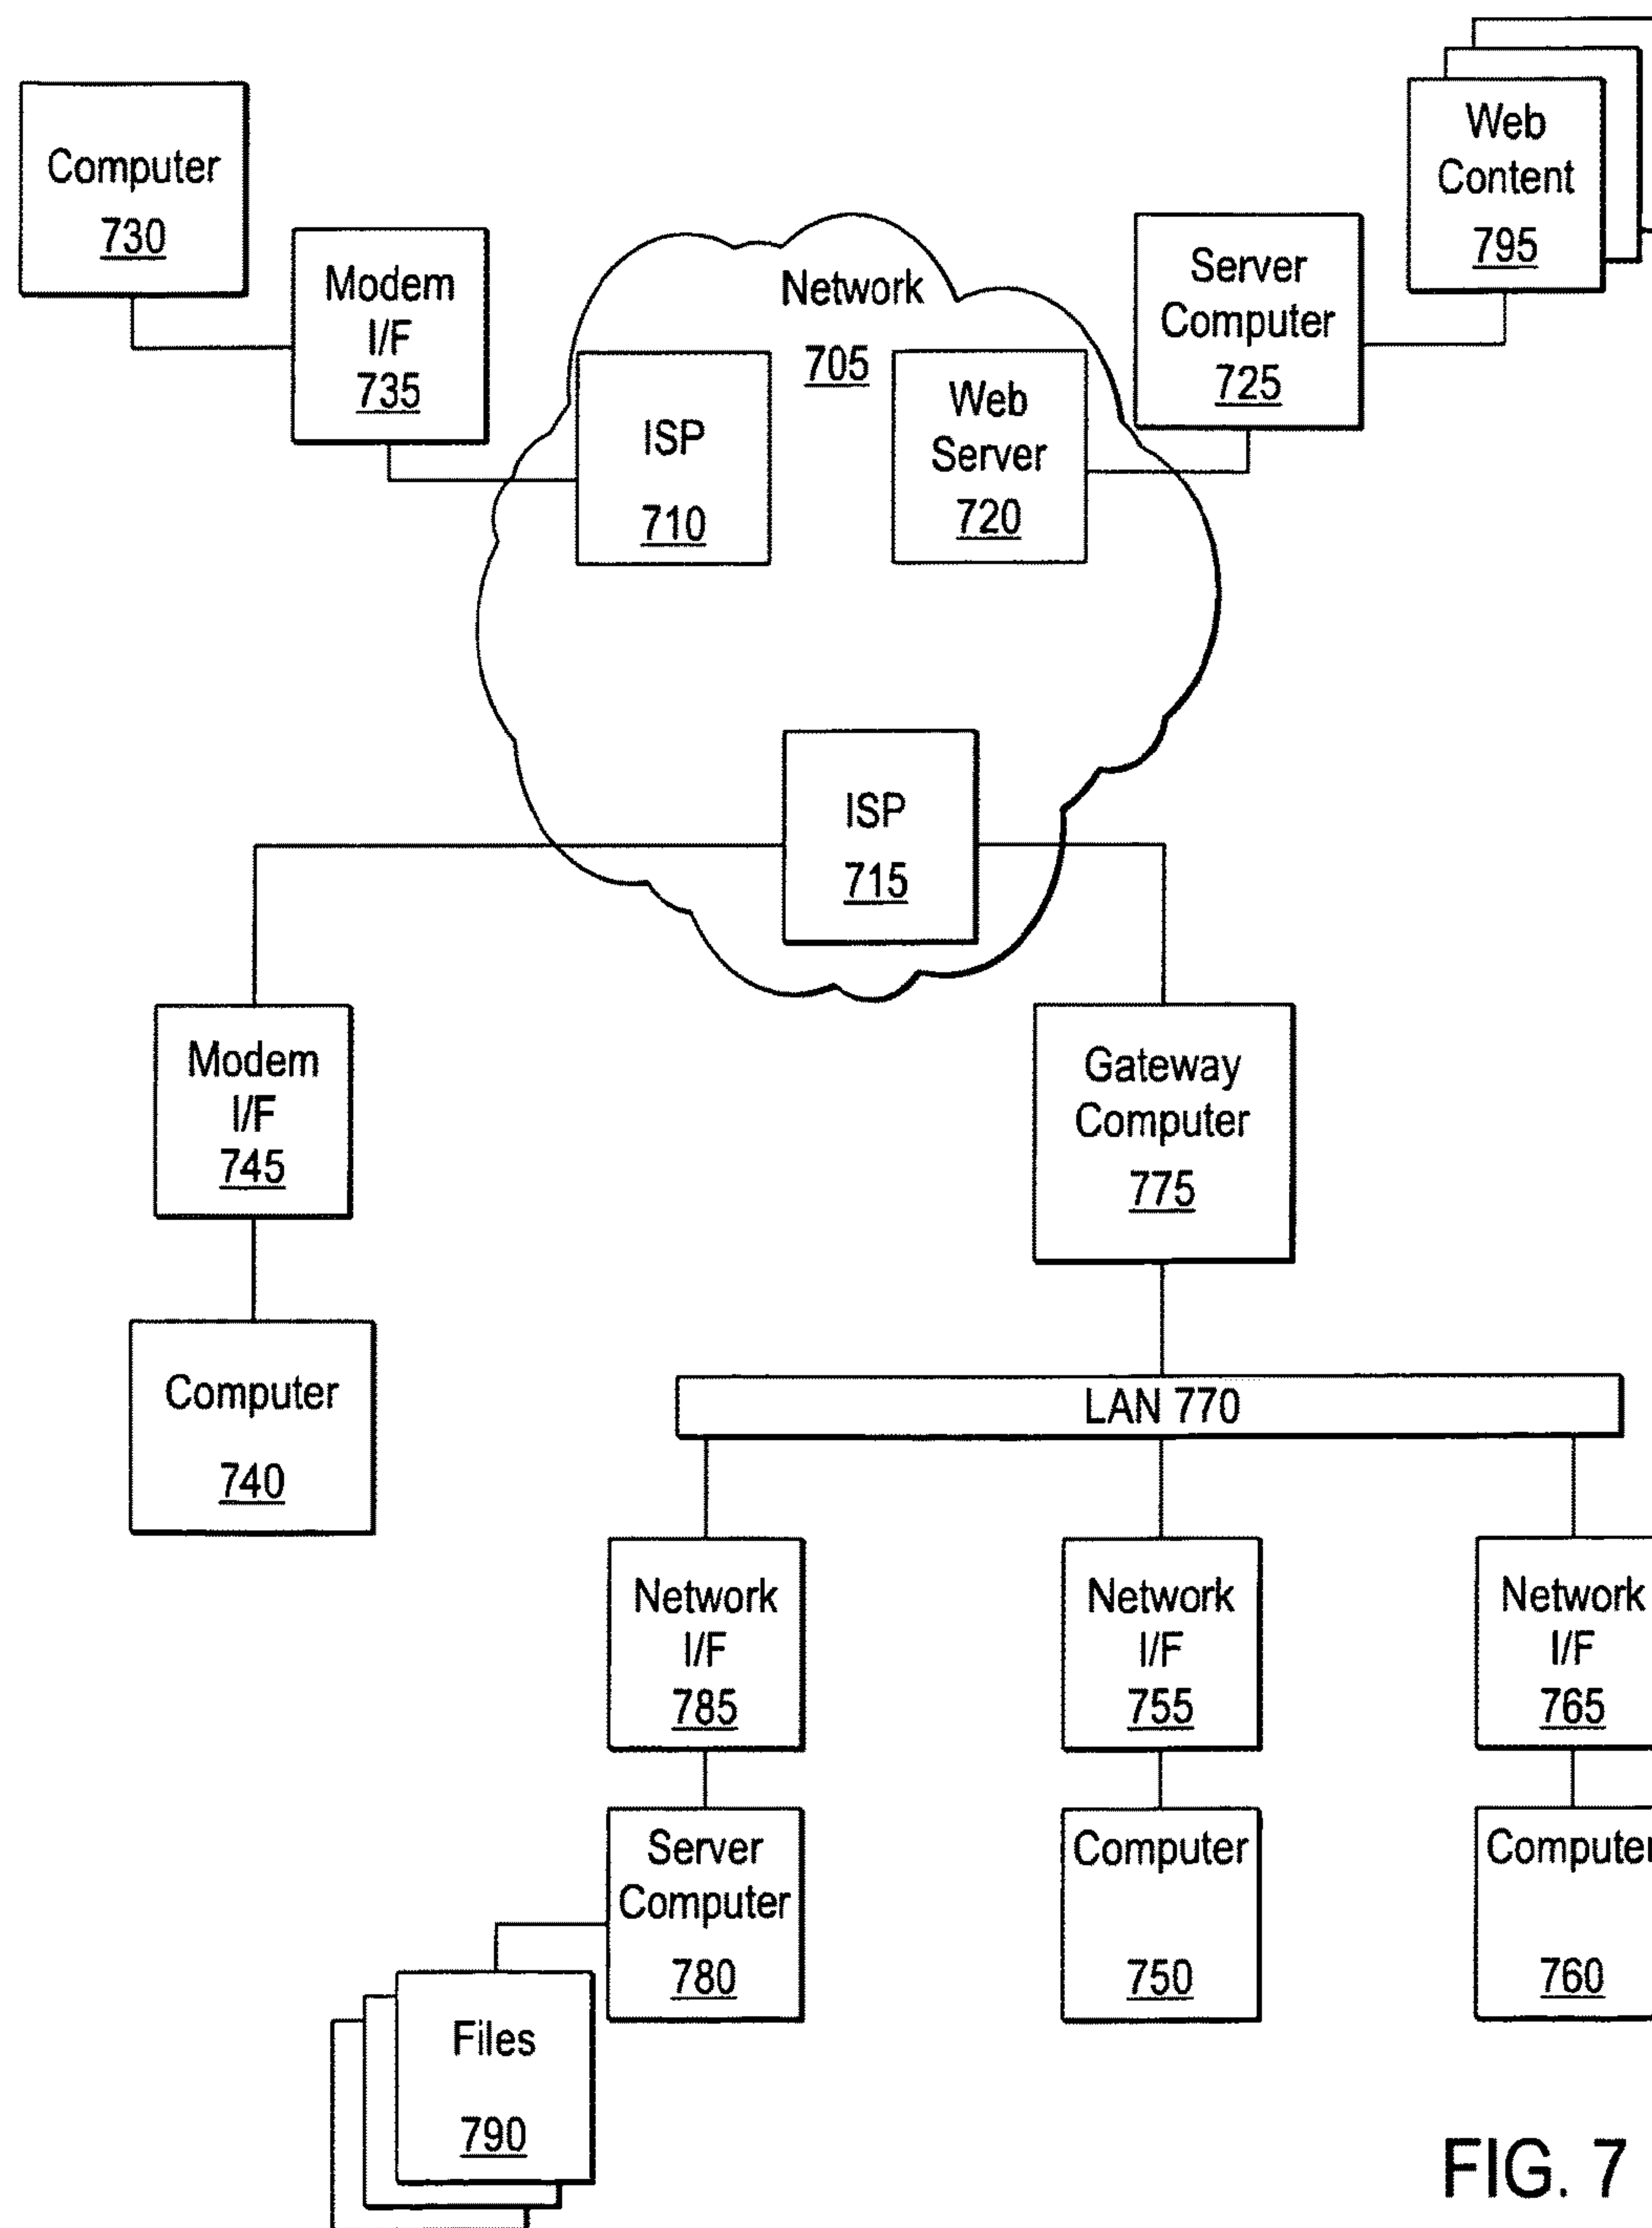 Computer
730
Modem
I/F
735
Network
705
ISP
710
Web
Server
720
Server
Computer
725
Web
Content
795
ISP
715
Modem
I/F
745
Computer
740
Gateway
Computer
775
LAN 770
Network
I/F
785
Network
I/F
755
Network
I/F
765
Server
Computer
780
Computer
750
Computer
760
Files
790
FIG. 7